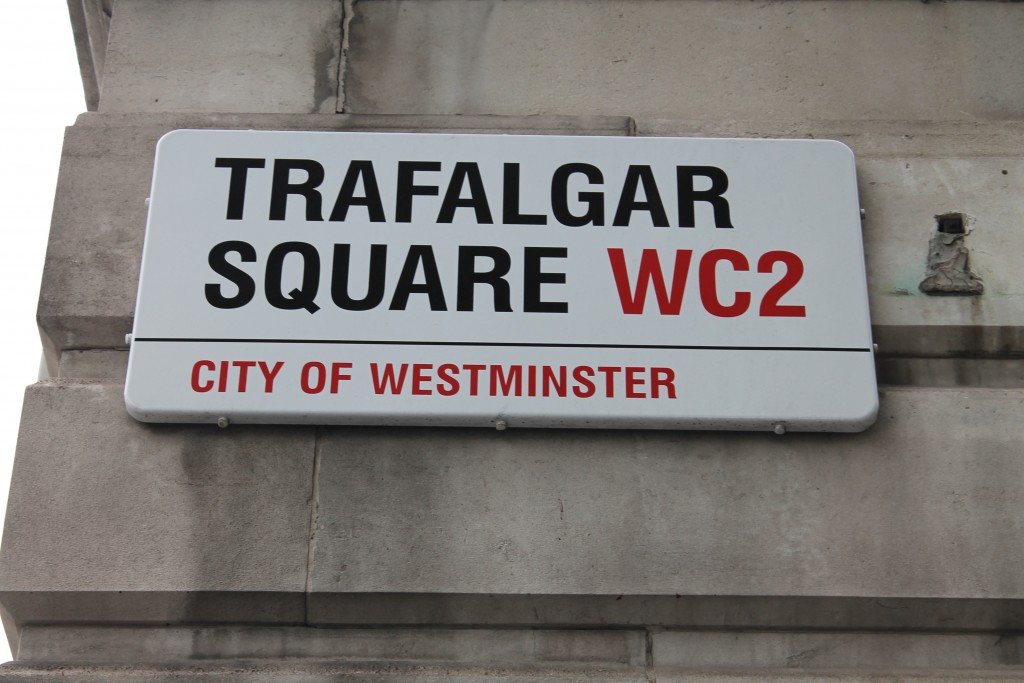 TRAFALGAR
SQUARE WC2
CITY OF WESTMINSTER